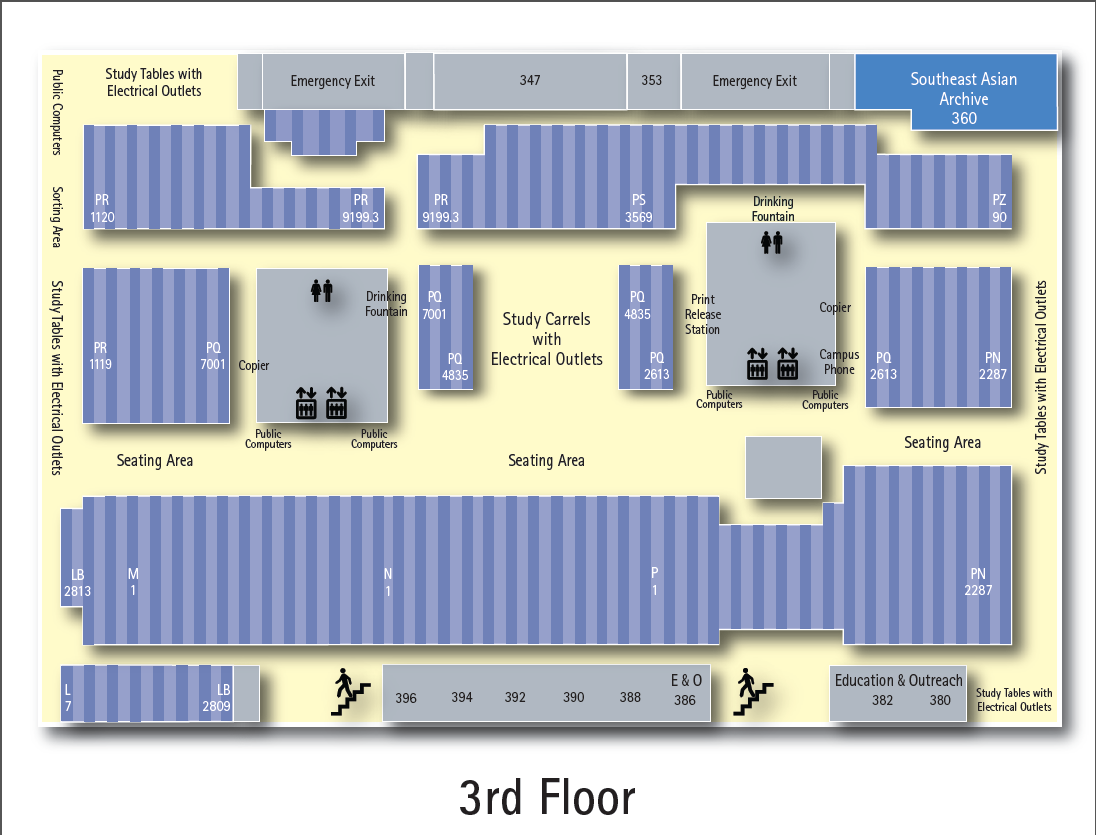 Study Tables with
Electrical Outlets
Emergency Exit
347
353
Emergency Exit
Southeast Asian
Archive
360
Public Computers
Sorting Area
PR
1120
PR
9199.3
PR
9199.3
PS
3569
PZ
90
Drinking
Fountain
Study Tables with Electrical Outlets
PR
1119
PQ
7001
Copier
Drinking
Fountain
Public
Computers
Public
Computers
PQ
7001
PQ
4835
Study Carrels
with
Electrical Outlets
PQ
4835
PQ
2613
Print
Release
Station
Copier
Campus
Phone
Public
Computers
Public
Computers
PQ
2613
PN
2287
Study Tables with Electrical Outlets
Seating Area
Seating Area
Seating Area
LB
2813
M
1
N
1
P
1
PN
2287
L
7
LB
2809
396
394
392
390
388
E & O
386
Education & Outreach
382
380
Study Tables with
Electrical Outlets
3rd Floor